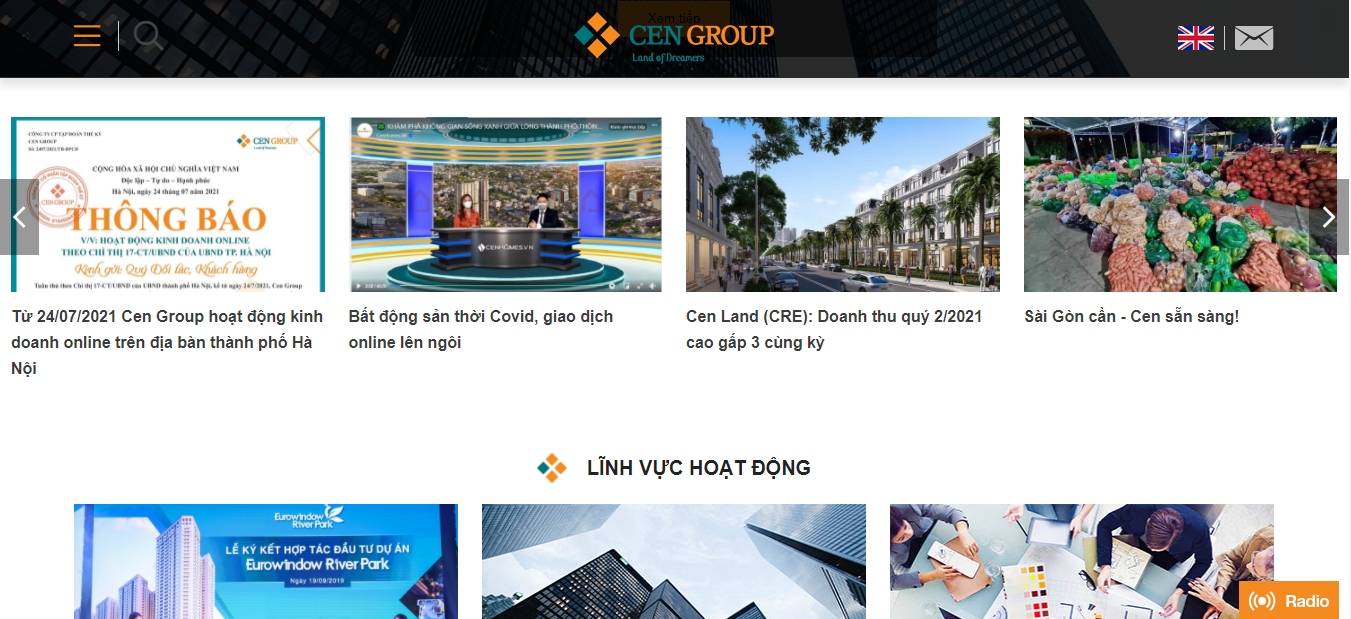 Xem tiếp
CEN GROUP
Land of Dreamers
CÔNG TY CP TẬP ĐOÀN THẾ KỶ
CEN GROUP
CEN GROUP
Land of Dreamers
CỘNG HÒA XÃ HỘI CHỦ NGHĨA VIỆT NAM
Độc lập – Tự do – Hạnh phúc
Hà Nội, ngày 24 tháng 07 năm 2021
CEN GROUP
THÔNG BÁO
V/V: HOẠT ĐỘNG KINH DOANH ONLINE
THEO CHỈ THỊ 17-CT/UBND CỦA UBND TP. HÀ NỘI
Kính gửi: Quý Đối tác, Khách hàng
Tuân thủ theo Chỉ thị 17-CT/UBND của UBND thành phố Hà Nội, kể từ ngày 24/7/2021, Cen Group
KHÁM PHÁ KHÔNG GIAN SỐNG XANH GIỮA LÒNG THÀNH PHỐ THÔN...
CENHOMES.VN
Từ 24/07/2021 Cen Group hoạt động kinh
doanh online trên địa bàn thành phố Hà
Nội
Bất động sản thời Covid, giao dịch
online lên ngôi
Cen Land (CRE): Doanh thu quý 2/2021
cao gấp 3 cùng kỳ
Sài Gòn cần - Cen sẵn sàng!
LĨNH VỰC HOẠT ĐỘNG
Eurowindow
River Park
LỄ KÝ KẾT HỢP TÁC ĐẦU TƯ DỰ ÁN
Eurowindow River Park
Ngày 19/09/2019
Radio